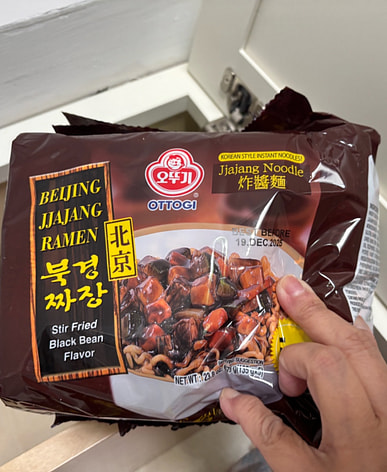 BEIJING
JJAJANG
RAMEN
북경
짜장
北京
Stir Fried
Black Bean
Flavor
오뚜기
OTTOGI
KOREAN STYLE INSTANT NOODLES!
Jjajang Noodle
炸醬麵
BEST BEFORE
19.DEC.2025
SUGGESTION
NET WT.